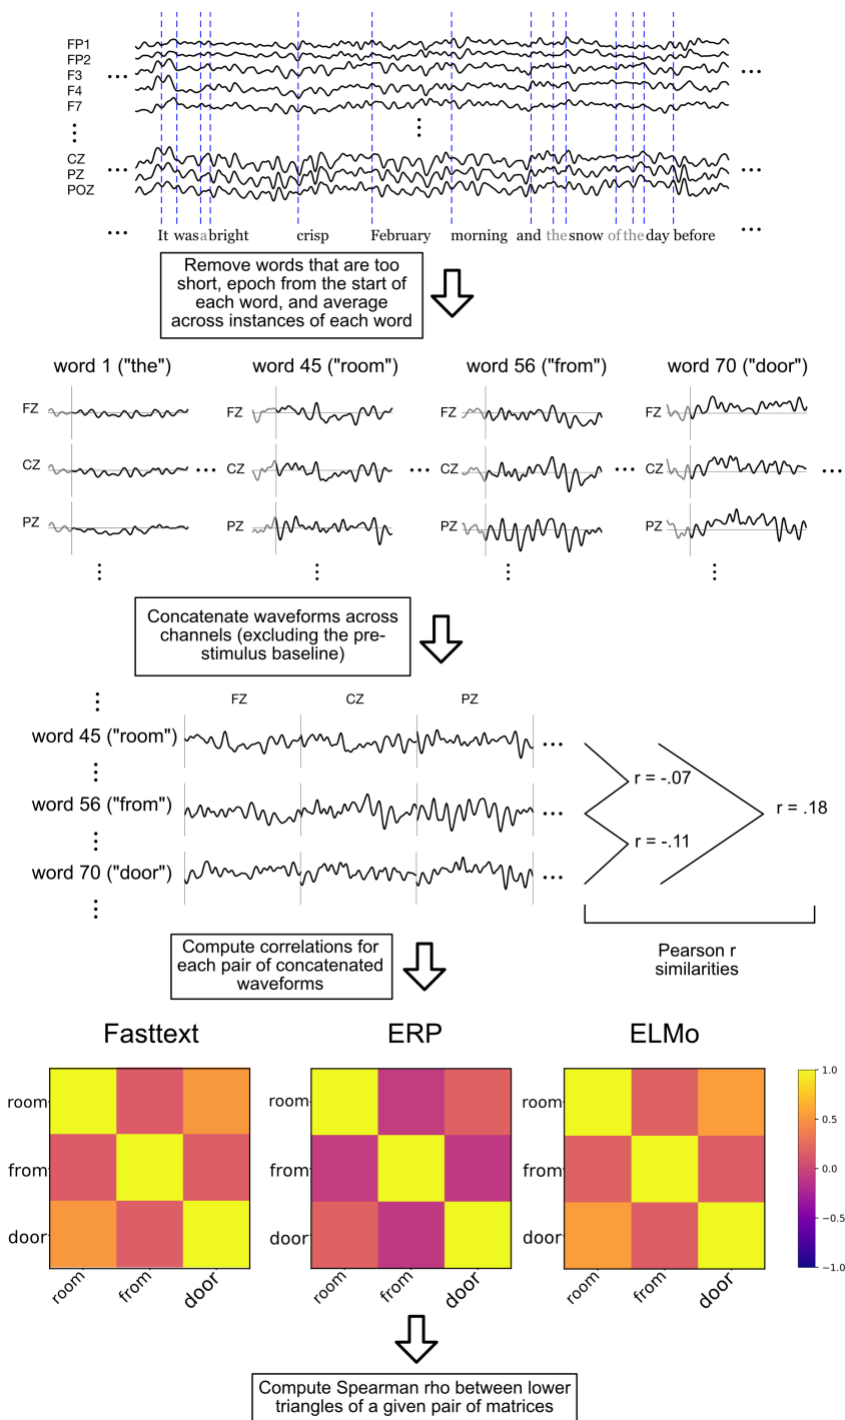 FP1
FP2
F3
F4
F7
CZ
PZ
POZ
It was a bright crisp February morning and the snow of the day before
Remove words that are too
short, epoch from the start of
each word, and average
across instances of each word
word 1 ("the") word 45 ("room") word 56 ("from") word 70 ("door")
FZ FZ FZ FZ
CZ CZ CZ CZ
PZ PZ PZ PZ
Concatenate waveforms across
channels (excluding the pre-
stimulus baseline)
FZ CZ PZ
word 45 ("room")
r = -.07
word 56 ("from")
r = .18
r = -.11
word 70 ("door")
Compute correlations for
each pair of concatenated
waveforms
Pearson r
similarities
Fasttext ERP ELMo
room room room
from from from
door door door
room from door room from door room from door
1.0
0.5
0.0
−0.5
−1.0
Compute Spearman rho between lower
triangles of a given pair of matrices